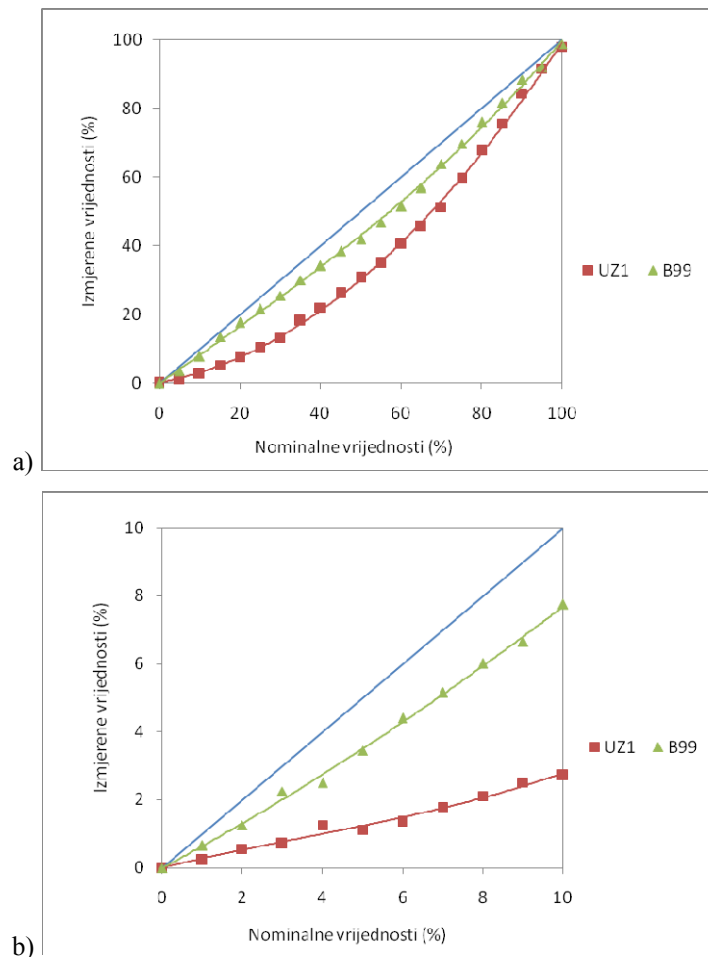 100
80
60
40
20
0
Izmjerene vrijednosti (%)
0 20 40 60 80 100
Nominalne vrijednosti (%)
UZ1 B99
a)
10
8
6
4
2
0
Izmjerene vrijednosti (%)
0 2 4 6 8 10
Nominalne vrijednosti (%)
UZ1 B99
b)